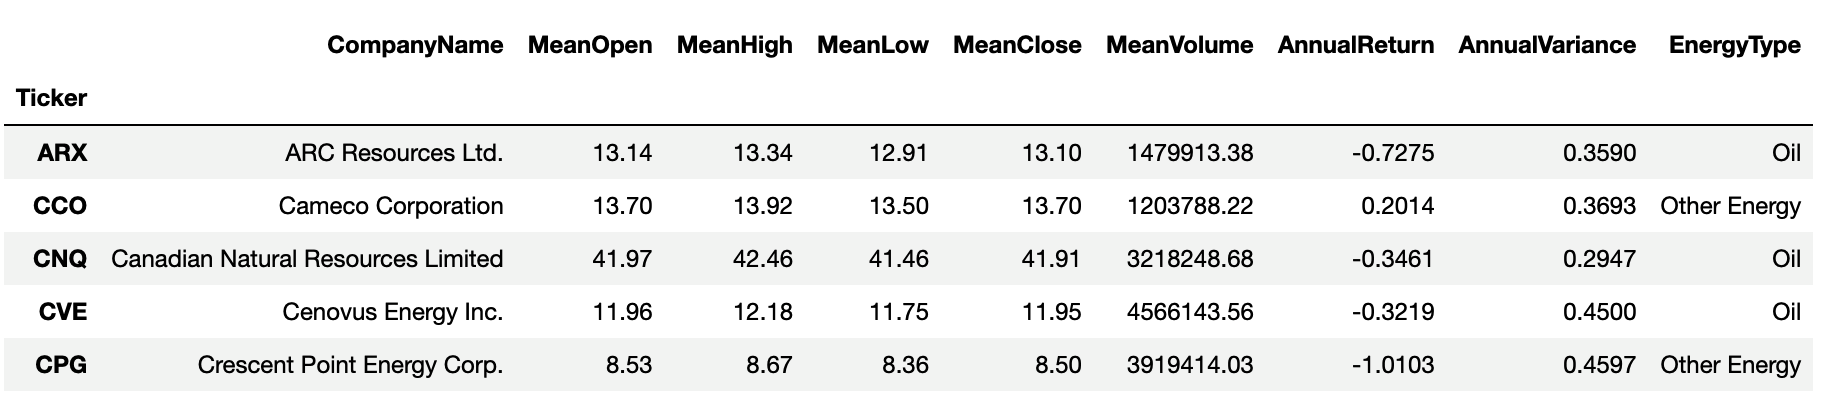 CompanyName MeanOpen MeanHigh MeanLow MeanClose MeanVolume AnnualReturn AnnualVariance EnergyType
Ticker
ARX ARC Resources Ltd. 13.14 13.34 12.91 13.10 1479913.38 -0.7275 0.3590 Oil
CCO Cameco Corporation 13.70 13.92 13.50 13.70 1203788.22 0.2014 0.3693 Other Energy
CNQ Canadian Natural Resources Limited 41.97 42.46 41.46 41.91 3218248.68 -0.3461 0.2947 Oil
CVE Cenovus Energy Inc. 11.96 12.18 11.75 11.95 4566143.56 -0.3219 0.4500 Oil
CPG Crescent Point Energy Corp. 8.53 8.67 8.36 8.50 3919414.03 -1.0103 0.4597 Other Energy